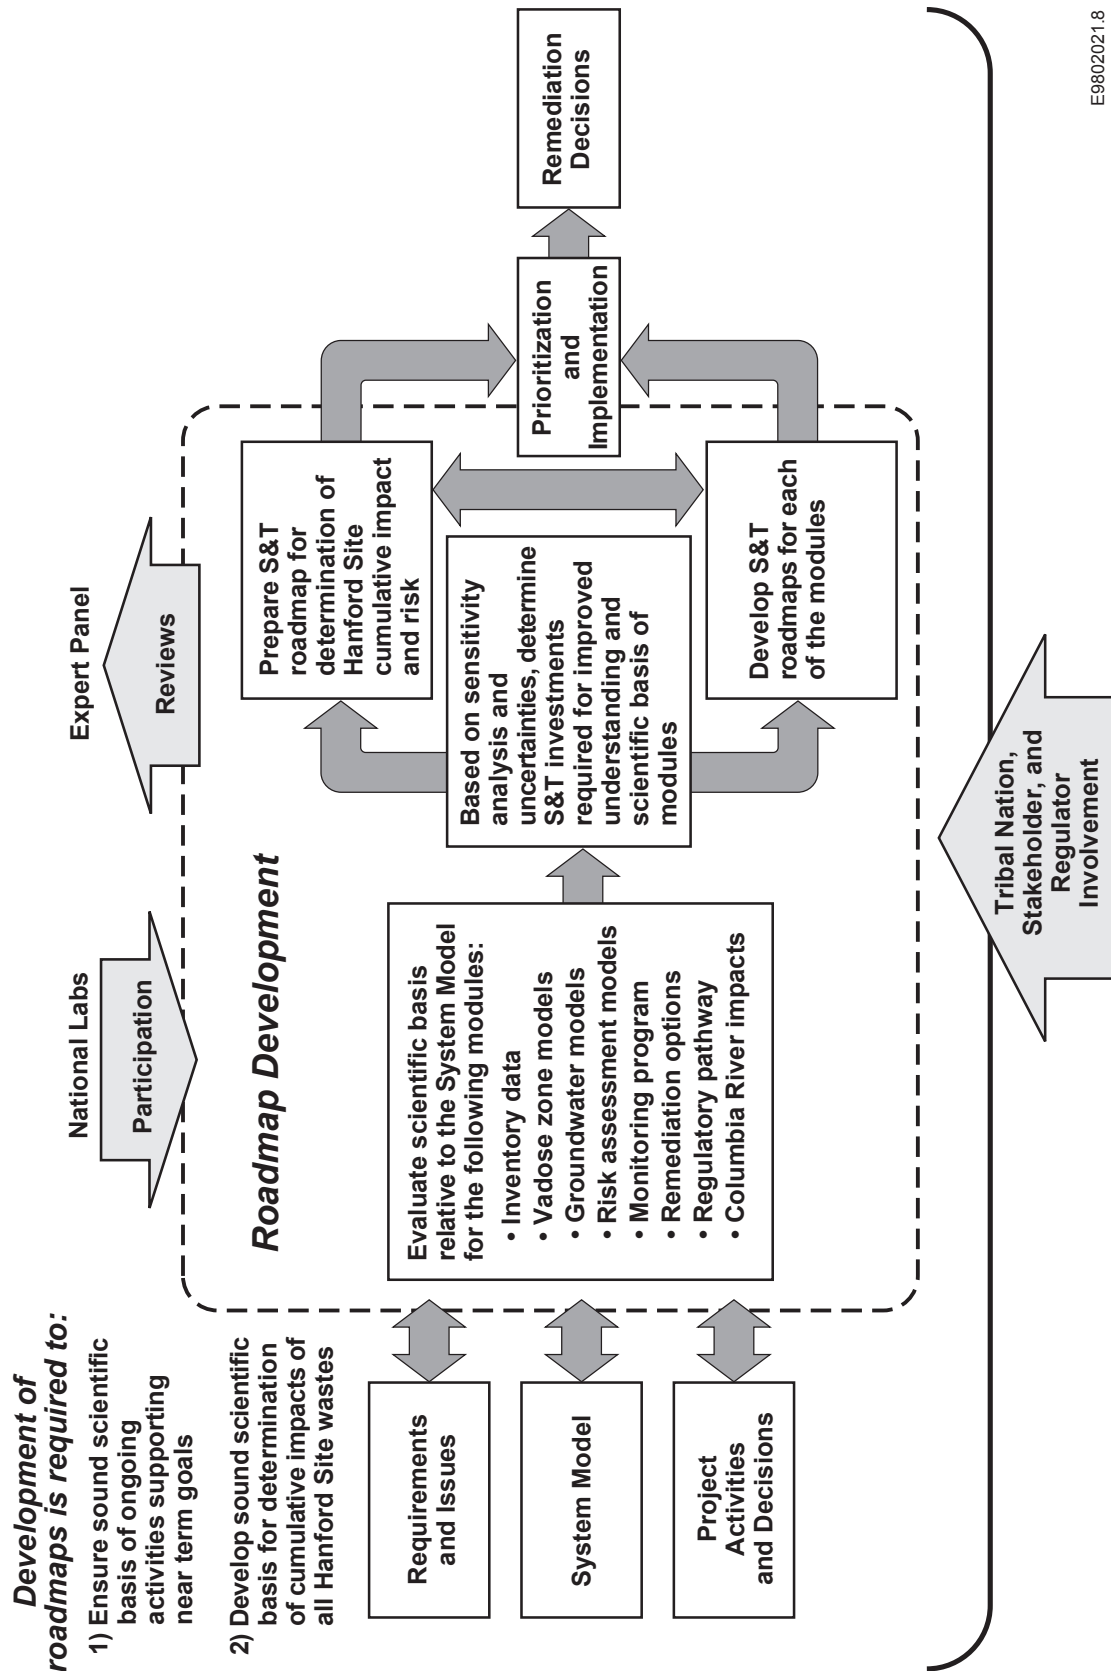 Development of
roadmaps is required to:
1) Ensure sound scientific
basis of ongoing
activities supporting
near term goals
2) Develop sound scientific
basis for determination
of cumulative impacts of
all Hanford Site wastes
National Labs
Participation
Expert Panel
Reviews
Roadmap Development
Requirements
and Issues
System Model
Project
Activities
and Decisions
Evaluate scientific basis
relative to the System Model
for the following modules:
• Inventory data
• Vadose zone models
• Groundwater models
• Risk assessment models
• Monitoring program
• Remediation options
• Regulatory pathway
• Columbia River impacts
Based on sensitivity
analysis and
uncertainties, determine
S&T investments
required for improved
understanding and
scientific basis of
modules
Prepare S&T
roadmap for
determination of
Hanford Site
cumulative impact
and risk
Develop S&T
roadmaps for each
of the modules
Prioritization
and
Implementation
Remediation
Decisions
Tribal Nation,
Stakeholder, and
Regulator
Involvement
E9802021.8